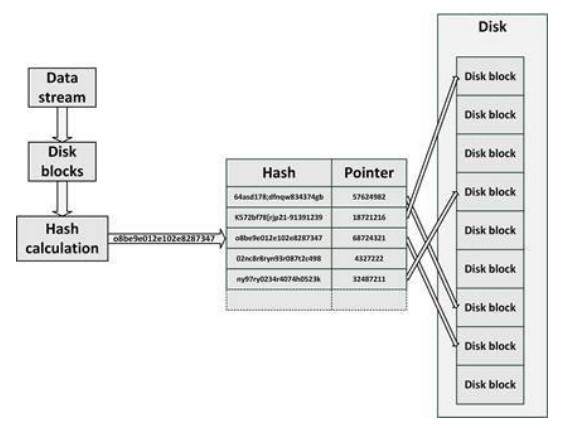 Disk
Data
stream
Disk
blocks
Hash
calculation
o8be9e012e102e8287347
Hash Pointer
64asd178;dfnqw834374gb 57624982
K572bf78[rjp21-91391239 18721216
o8be9e012e102e8287347 68724321
02nc8r8ryn93r087t2c498 4327222
ny97ry0234r4074h0523k 32487211
Disk block
Disk block
Disk block
Disk block
Disk block
Disk block
Disk block
Disk block
Disk block